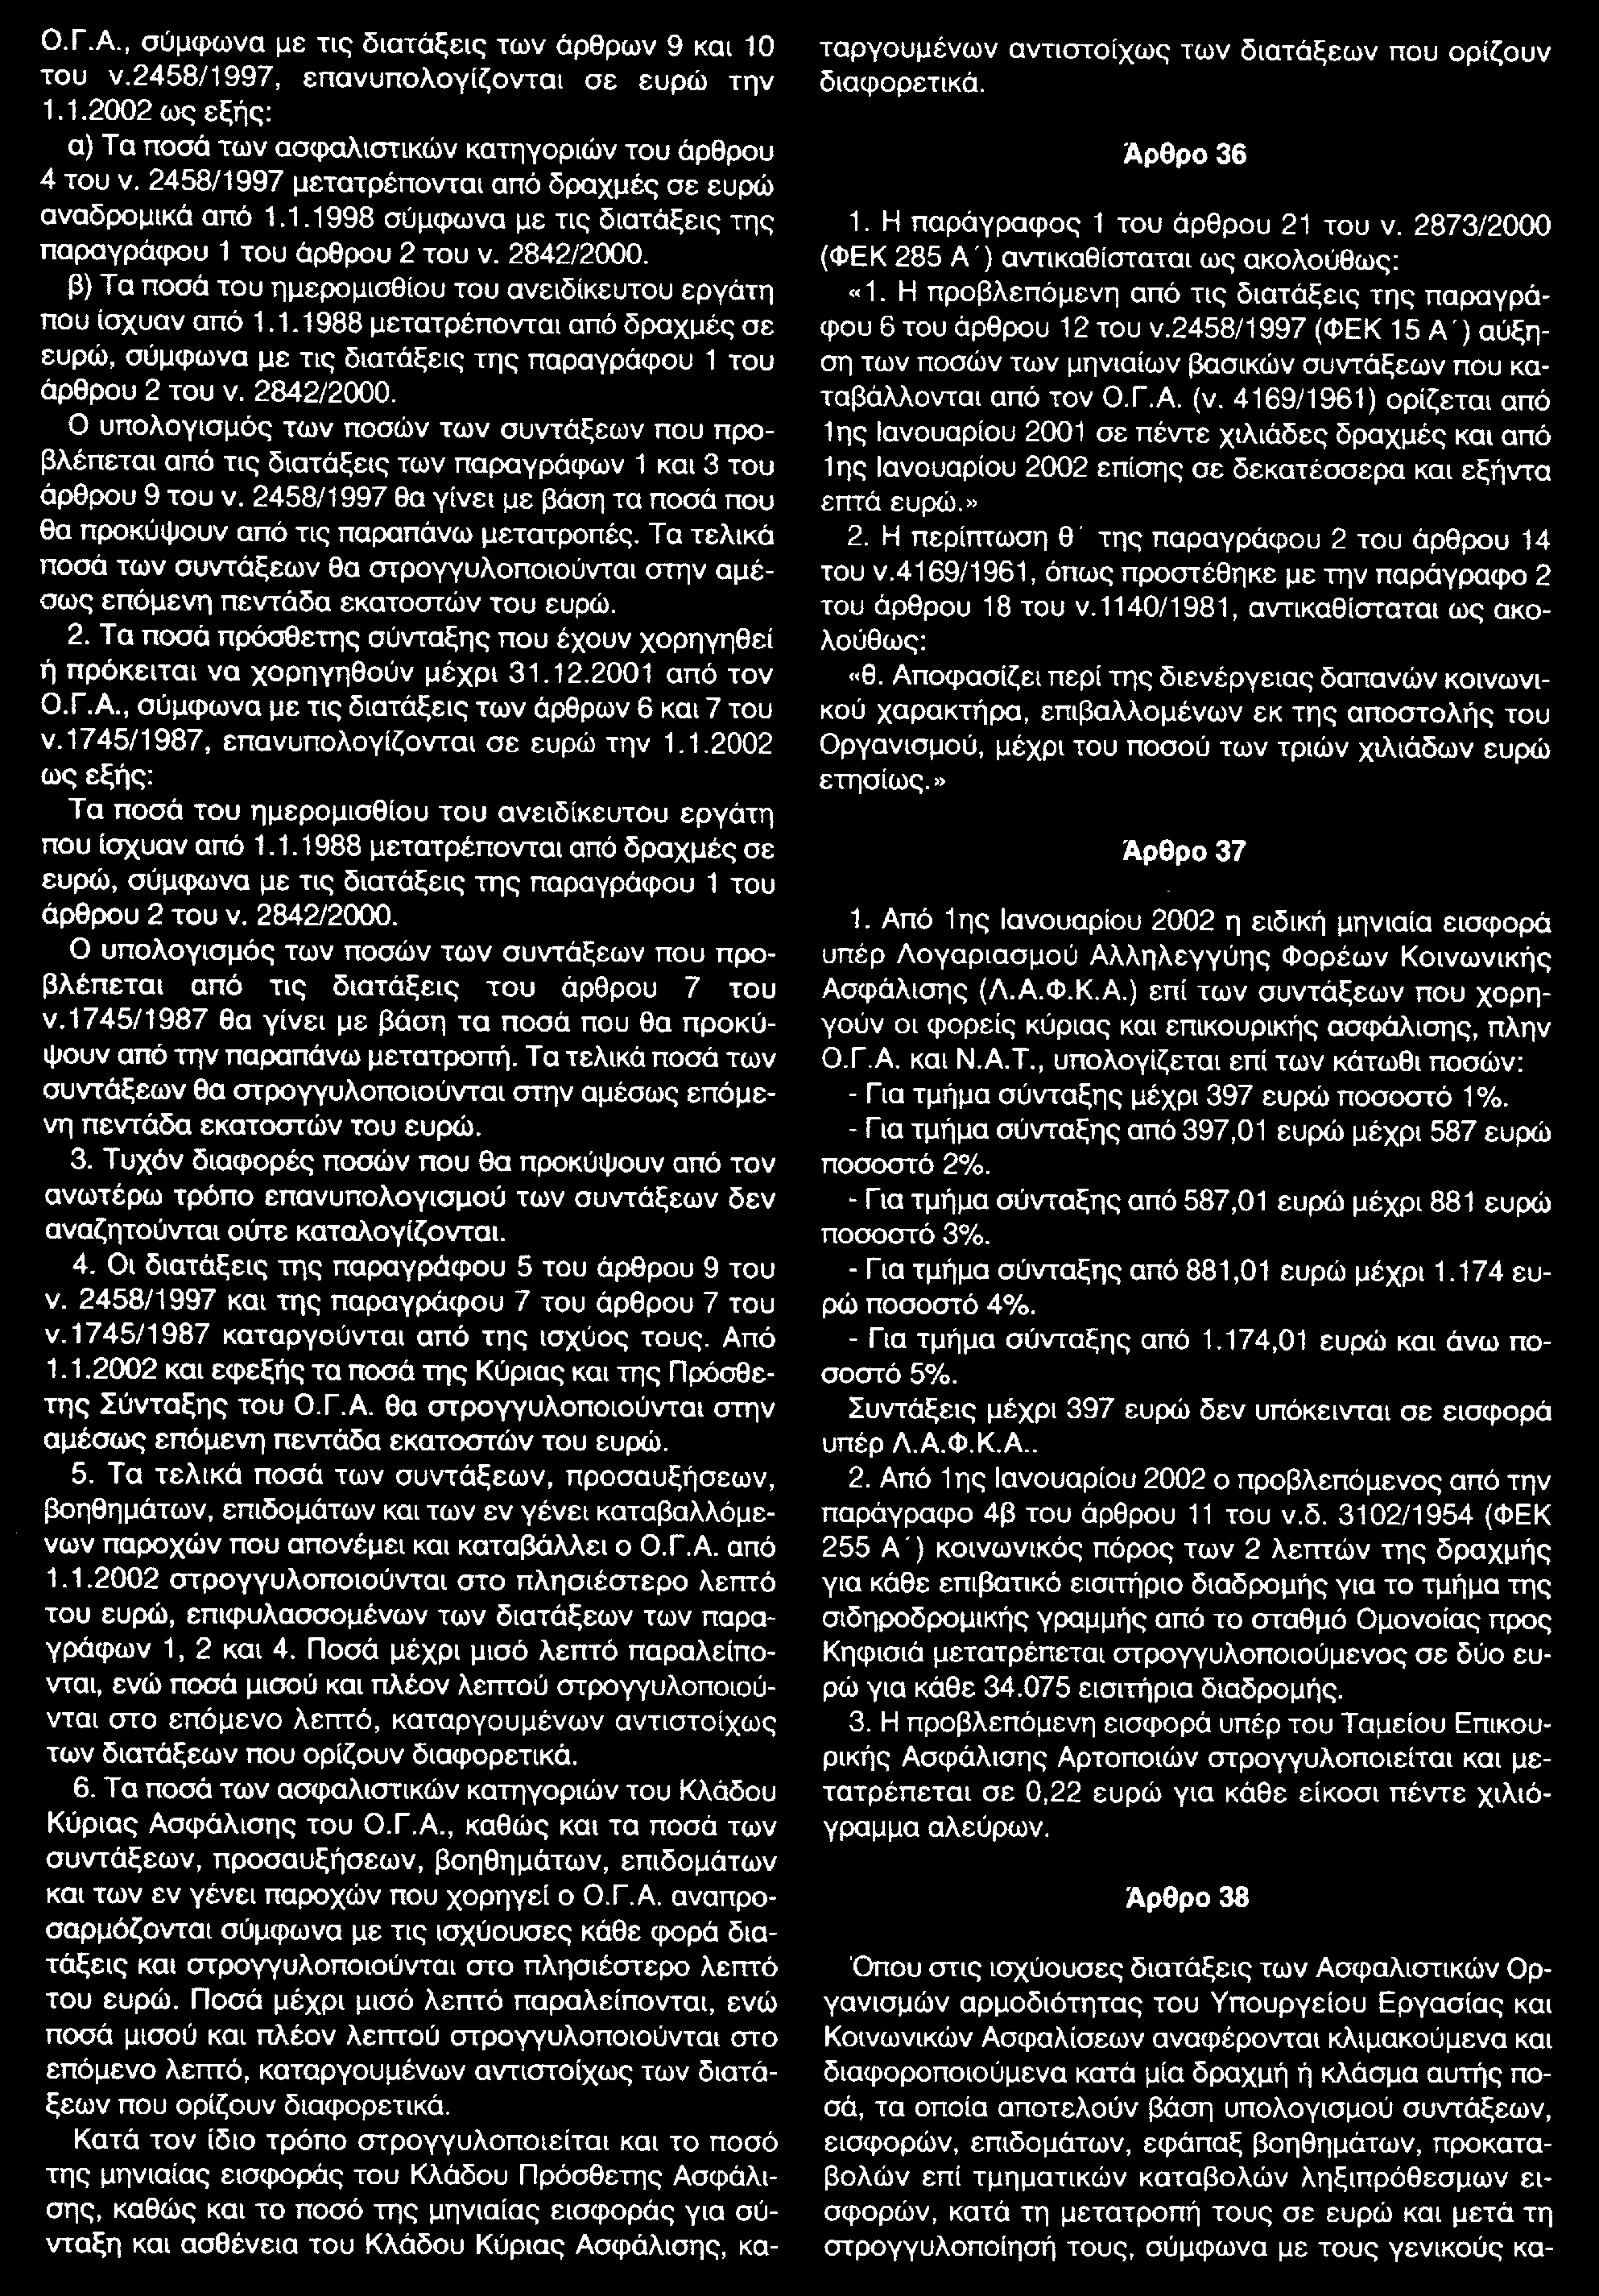 Ο.Γ.Α., σύμφωνα με τις διατάξεις των άρθρων 9 και 10
του ν.2458/1997, επανυπολογίζονται σε ευρώ την
1.1.2002 ως εξής:
α) Τα ποσά των ασφαλιστικών κατηγοριών του άρθρου
4 του ν. 2458/1997 μετατρέπονται από δραχμές σε ευρώ
αναδρομικά από 1.1.1998 σύμφωνα με τις διατάξεις της
παραγράφου 1 του άρθρου 2 του ν. 2842/2000.
β) Τα ποσά του ημερομισθίου του ανειδίκευτου εργάτη
που ίσχυαν από 1.1.1988 μετατρέπονται από δραχμές σε
ευρώ, σύμφωνα με τις διατάξεις της παραγράφου 1 του
άρθρου 2 του ν. 2842/2000.
Ο υπολογισμός των ποσών των συντάξεων που προ-
βλέπεται από τις διατάξεις των παραγράφων 1 και 3 του
άρθρου 9 του ν. 2458/1997 θα γίνει με βάση τα ποσά που
θα προκύψουν από τις παραπάνω μετατροπές. Τα τελικά
ποσά των συντάξεων θα στρογγυλοποιούνται στην αμέ-
σως επόμενη πεντάδα εκατοστών του ευρώ.
2. Τα ποσά πρόσθετης σύνταξης που έχουν χορηγηθεί
ή πρόκειται να χορηγηθούν μέχρι 31.12.2001 από τον
Ο.Γ.Α., σύμφωνα με τις διατάξεις των άρθρων 6 και 7 του
ν.1745/1987, επανυπολογίζονται σε ευρώ την 1.1.2002
ως εξής:
Τα ποσά του ημερομισθίου του ανειδίκευτου εργάτη
που ίσχυαν από 1.1.1988 μετατρέπονται από δραχμές σε
ευρώ, σύμφωνα με τις διατάξεις της παραγράφου 1 του
άρθρου 2 του ν. 2842/2000.
Ο υπολογισμός των ποσών των συντάξεων που προ-
βλέπεται από τις διατάξεις του άρθρου 7 του
ν.1745/1987 θα γίνει με βάση τα ποσά που θα προκύ-
ψουν από την παραπάνω μετατροπή. Τα τελικά ποσά των
συντάξεων θα στρογγυλοποιούνται στην αμέσως επόμε-
νη πεντάδα εκατοστών του ευρώ.
3. Τυχόν διαφορές ποσών που θα προκύψουν από τον
ανωτέρω τρόπο επανυπολογισμού των συντάξεων δεν
αναζητούνται ούτε καταλογίζονται.
4. Οι διατάξεις της παραγράφου 5 του άρθρου 9 του
ν. 2458/1997 και της παραγράφου 7 του άρθρου 7 του
ν.1745/1987 καταργούνται από της ισχύος τους. Από
1.1.2002 και εφεξής τα ποσά της Κύριας και της Πρόσθε-
της Σύνταξης του Ο.Γ.Α. θα στρογγυλοποιούνται στην
αμέσως επόμενη πεντάδα εκατοστών του ευρώ.
5. Τα τελικά ποσά των συντάξεων, προσαυξήσεων,
βοηθημάτων, επιδομάτων και των εν γένει καταβαλλόμε-
νων παροχών που απονέμει και καταβάλλει ο Ο.Γ.Α. από
1.1.2002 στρογγυλοποιούνται στο πλησιέστερο λεπτό
του ευρώ, επιφυλασσομένων των διατάξεων των παρα-
γράφων 1, 2 και 4. Ποσά μέχρι μισό λεπτό παραλείπο-
νται, ενώ ποσά μισού και πλέον λεπτού στρογγυλοποιού-
νται στο επόμενο λεπτό, καταργουμένων αντιστοίχως
των διατάξεων που ορίζουν διαφορετικά.
6. Τα ποσά των ασφαλιστικών κατηγοριών του Κλάδου
Κύριας Ασφάλισης του Ο.Γ.Α., καθώς και τα ποσά των
συντάξεων, προσαυξήσεων, βοηθημάτων, επιδομάτων
και των εν γένει παροχών που χορηγεί ο Ο.Γ.Α. αναπρο-
σαρμόζονται σύμφωνα με τις ισχύουσες κάθε φορά δια-
τάξεις και στρογγυλοποιούνται στο πλησιέστερο λεπτό
του ευρώ. Ποσά μέχρι μισό λεπτό παραλείπονται, ενώ
ποσά μισού και πλέον λεπτού στρογγυλοποιούνται στο
επόμενο λεπτό, καταργουμένων αντιστοίχως των διατά-
ξεων που ορίζουν διαφορετικά.
Κατά τον ίδιο τρόπο στρογγυλοποιείται και το ποσό
της μηνιαίας εισφοράς του Κλάδου Πρόσθετης Ασφάλι-
σης, καθώς και το ποσό της μηνιαίας εισφοράς για σύ-
νταξη και ασθένεια του Κλάδου Κύριας Ασφάλισης, κα-
ταργουμένων αντιστοίχως των διατάξεων που ορίζουν
διαφορετικά.
Άρθρο 36
1. Η παράγραφος 1 του άρθρου 21 του ν. 2873/2000
(ΦΕΚ 285 Α΄) αντικαθίσταται ως ακολούθως:
«1. Η προβλεπόμενη από τις διατάξεις της παραγρά-
φου 6 του άρθρου 12 του ν.2458/1997 (ΦΕΚ 15 Α΄) αύξη-
ση των ποσών των μηνιαίων βασικών συντάξεων που κα-
ταβάλλονται από τον Ο.Γ.Α. (ν. 4169/1961) ορίζεται από
1ης Ιανουαρίου 2001 σε πέντε χιλιάδες δραχμές και από
1ης Ιανουαρίου 2002 επίσης σε δεκατέσσερα και εξήντα
επτά ευρώ.»
2. Η περίπτωση θ΄ της παραγράφου 2 του άρθρου 14
του ν.4169/1961, όπως προστέθηκε με την παράγραφο 2
του άρθρου 18 του ν.1140/1981, αντικαθίσταται ως ακο-
λούθως:
«θ. Αποφασίζει περί της διενέργειας δαπανών κοινωνι-
κού χαρακτήρα, επιβαλλομένων εκ της αποστολής του
Οργανισμού, μέχρι του ποσού των τριών χιλιάδων ευρώ
ετησίως.»
Άρθρο 37
1. Από 1ης Ιανουαρίου 2002 η ειδική μηνιαία εισφορά
υπέρ Λογαριασμού Αλληλεγγύης Φορέων Κοινωνικής
Ασφάλισης (Λ.Α.Φ.Κ.Α.) επί των συντάξεων που χορη-
γούν οι φορείς κύριας και επικουρικής ασφάλισης, πλην
Ο.Γ.Α. και Ν.Α.Τ., υπολογίζεται επί των κάτωθι ποσών:
- Για τμήμα σύνταξης μέχρι 397 ευρώ ποσοστό 1%.
- Για τμήμα σύνταξης από 397,01 ευρώ μέχρι 587 ευρώ
ποσοστό 2%.
- Για τμήμα σύνταξης από 587,01 ευρώ μέχρι 881 ευρώ
ποσοστό 3%.
- Για τμήμα σύνταξης από 881,01 ευρώ μέχρι 1.174 ευ-
ρώ ποσοστό 4%.
- Για τμήμα σύνταξης από 1.174,01 ευρώ και άνω πο-
σοστό 5%.
Συντάξεις μέχρι 397 ευρώ δεν υπόκεινται σε εισφορά
υπέρ Λ.Α.Φ.Κ.Α..
2. Από 1ης Ιανουαρίου 2002 ο προβλεπόμενος από την
παράγραφο 4β του άρθρου 11 του ν.δ. 3102/1954 (ΦΕΚ
255 Α΄) κοινωνικός πόρος των 2 λεπτών της δραχμής
για κάθε επιβατικό εισιτήριο διαδρομής για το τμήμα της
σιδηροδρομικής γραμμής από το σταθμό Ομονοίας προς
Κηφισιά μετατρέπεται στρογγυλοποιούμενος σε δύο ευ-
ρώ για κάθε 34.075 εισιτήρια διαδρομής.
3. Η προβλεπόμενη εισφορά υπέρ του Ταμείου Επικου-
ρικής Ασφάλισης Αρτοποιών στρογγυλοποιείται και με-
τατρέπεται σε 0,22 ευρώ για κάθε είκοσι πέντε χιλιό-
γραμμα αλεύρων.
Άρθρο 38
Όπου στις ισχύουσες διατάξεις των Ασφαλιστικών Ορ-
γανισμών αρμοδιότητας του Υπουργείου Εργασίας και
Κοινωνικών Ασφαλίσεων αναφέρονται κλιμακούμενα και
διαφοροποιούμενα κατά μία δραχμή ή κλάσμα αυτής πο-
σά, τα οποία αποτελούν βάση υπολογισμού συντάξεων,
εισφορών, επιδομάτων, εφάπαξ βοηθημάτων, προκατα-
βολών επί τμηματικών καταβολών ληξιπρόθεσμων ει-
σφορών, κατά τη μετατροπή τους σε ευρώ και μετά τη
στρογγυλοποίησή τους, σύμφωνα με τους γενικούς κα-